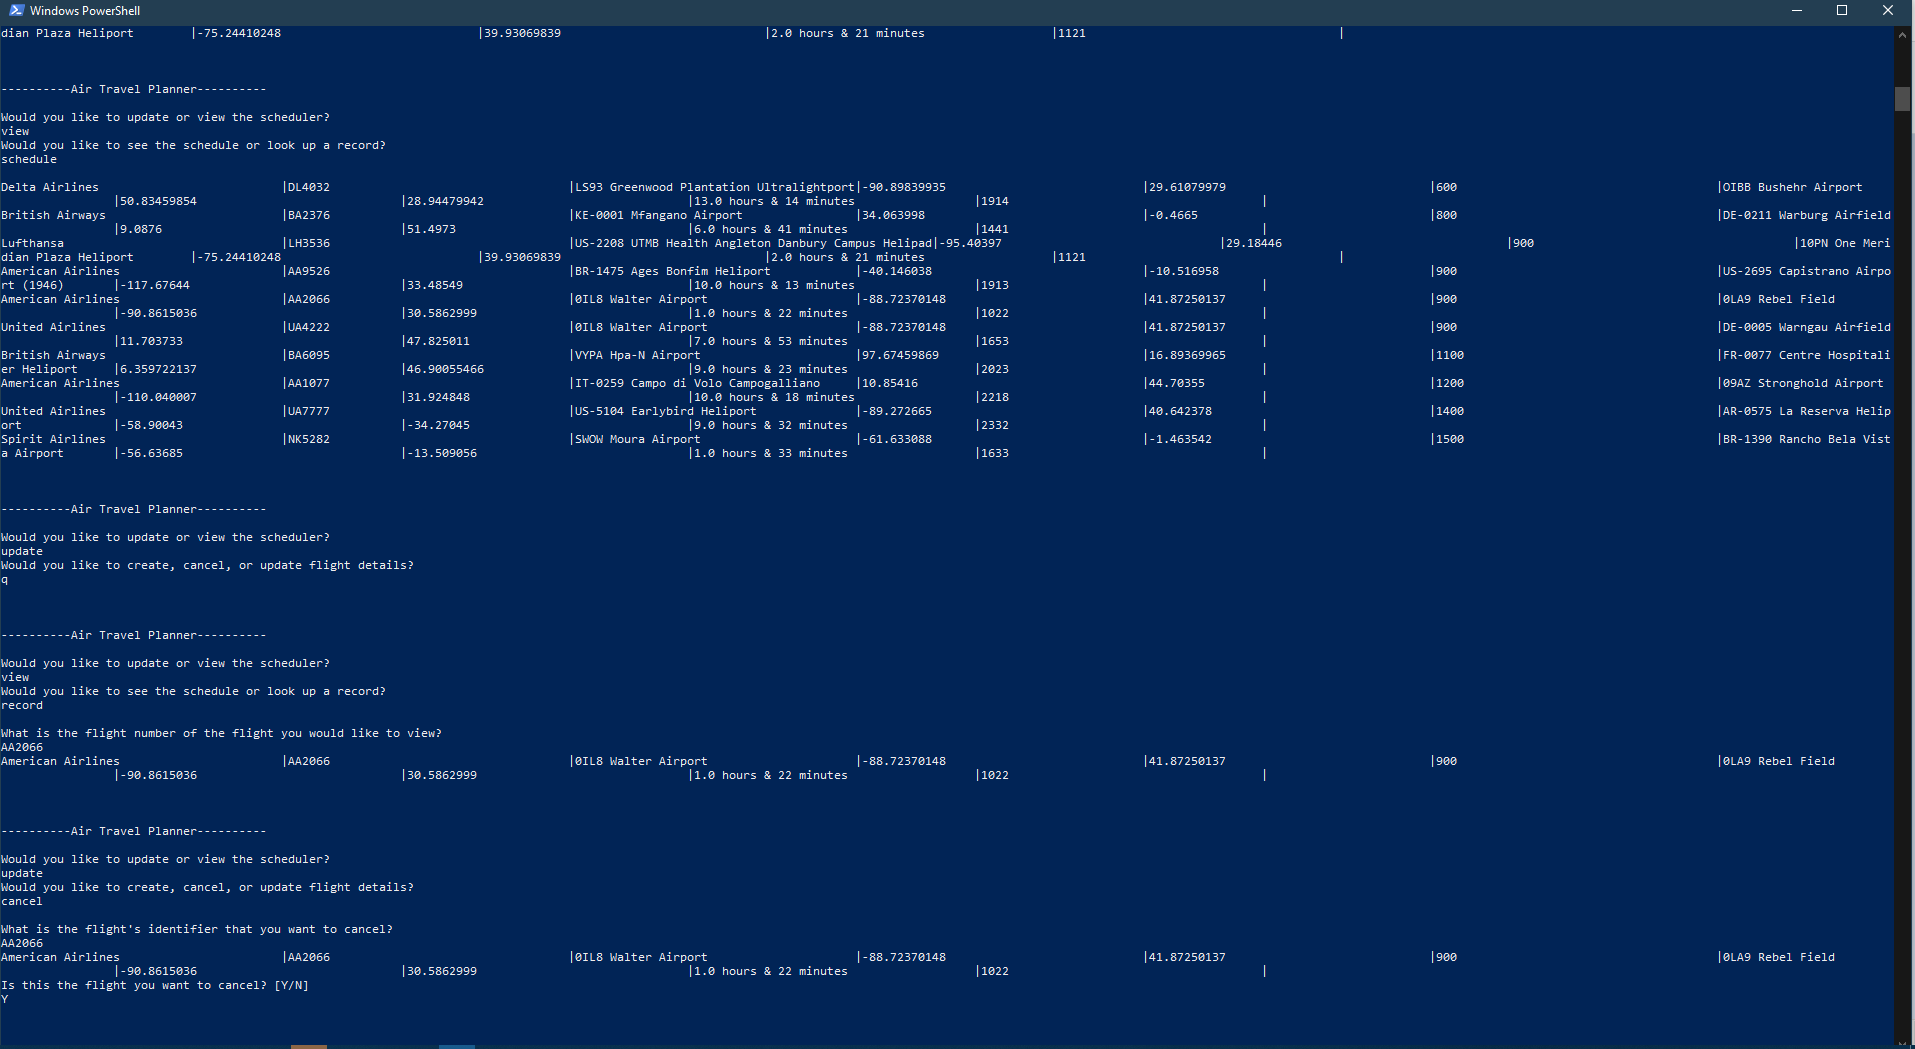 Windows PowerShell
dian Plaza Heliport |-75.24410248 |39.93069839 |2.0 hours & 21 minutes |1121 |
----------Air Travel Planner----------
Would you like to update or view the scheduler?
view
Would you like to see the schedule or look up a record?
schedule
Delta Airlines |DL4032 |LS93 Greenwood Plantation Ultralightport|-90.89839935 |29.61079979 |600 |OIBB Bushehr Airport
|50.83459854 |28.94479942 |13.0 hours & 14 minutes |1914 |
British Airways |BA2376 |KE-0001 Mfangano Airport |34.063998 |-0.4665 |800 |DE-0211 Warburg Airfield
|9.0876 |51.4973 |6.0 hours & 41 minutes |1441 |
Lufthansa |LH3536 |US-2208 UTMB Health Angleton Danbury Campus Helipad|-95.40397 |29.18446 |900 |10PN One Meri
dian Plaza Heliport |-75.24410248 |39.93069839 |2.0 hours & 21 minutes |1121 |
American Airlines |AA9526 |BR-1475 Ages Bonfim Heliport |-40.146038 |-10.516958 |900 |US-2695 Capistrano Airpo
rt (1946) |-117.67644 |33.48549 |10.0 hours & 13 minutes |1913 |
American Airlines |AA2066 |0IL8 Walter Airport |-88.72370148 |41.87250137 |900 |0LA9 Rebel Field
|-90.8615036 |30.5862999 |1.0 hours & 22 minutes |1022 |
United Airlines |UA4222 |0IL8 Walter Airport |-88.72370148 |41.87250137 |900 |DE-0005 Warngau Airfield
|11.703733 |47.825011 |7.0 hours & 53 minutes |1653 |
British Airways |BA6095 |VYPA Hpa-N Airport |97.67459869 |16.89369965 |1100 |FR-0077 Centre Hospitali
er Heliport |6.359722137 |46.90055466 |9.0 hours & 23 minutes |2023 |
American Airlines |AA1077 |IT-0259 Campo di Volo Campogalliano |10.85416 |44.70355 |1200 |09AZ Stronghold Airport
|-110.040007 |31.924848 |10.0 hours & 18 minutes |2218 |
United Airlines |UA7777 |US-5104 Earlybird Heliport |-89.272665 |40.642378 |1400 |AR-0575 La Reserva Helip
ort |-58.90043 |-34.27045 |9.0 hours & 32 minutes |2332 |
Spirit Airlines |NK5282 |SWOW Moura Airport |-61.633088 |-1.463542 |1500 |BR-1390 Rancho Bela Vist
a Airport |-56.63685 |-13.509056 |1.0 hours & 33 minutes |1633 |
----------Air Travel Planner----------
Would you like to update or view the scheduler?
update
Would you like to create, cancel, or update flight details?
q
----------Air Travel Planner----------
Would you like to update or view the scheduler?
view
Would you like to see the schedule or look up a record?
record
What is the flight number of the flight you would like to view?
AA2066
American Airlines |AA2066 |0IL8 Walter Airport |-88.72370148 |41.87250137 |900 |0LA9 Rebel Field
|-90.8615036 |30.5862999 |1.0 hours & 22 minutes |1022 |
----------Air Travel Planner----------
Would you like to update or view the scheduler?
update
Would you like to create, cancel, or update flight details?
cancel
What is the flight's identifier that you want to cancel?
AA2066
American Airlines |AA2066 |0IL8 Walter Airport |-88.72370148 |41.87250137 |900 |0LA9 Rebel Field
|-90.8615036 |30.5862999 |1.0 hours & 22 minutes |1022 |
Is this the flight you want to cancel? [Y/N]
Y